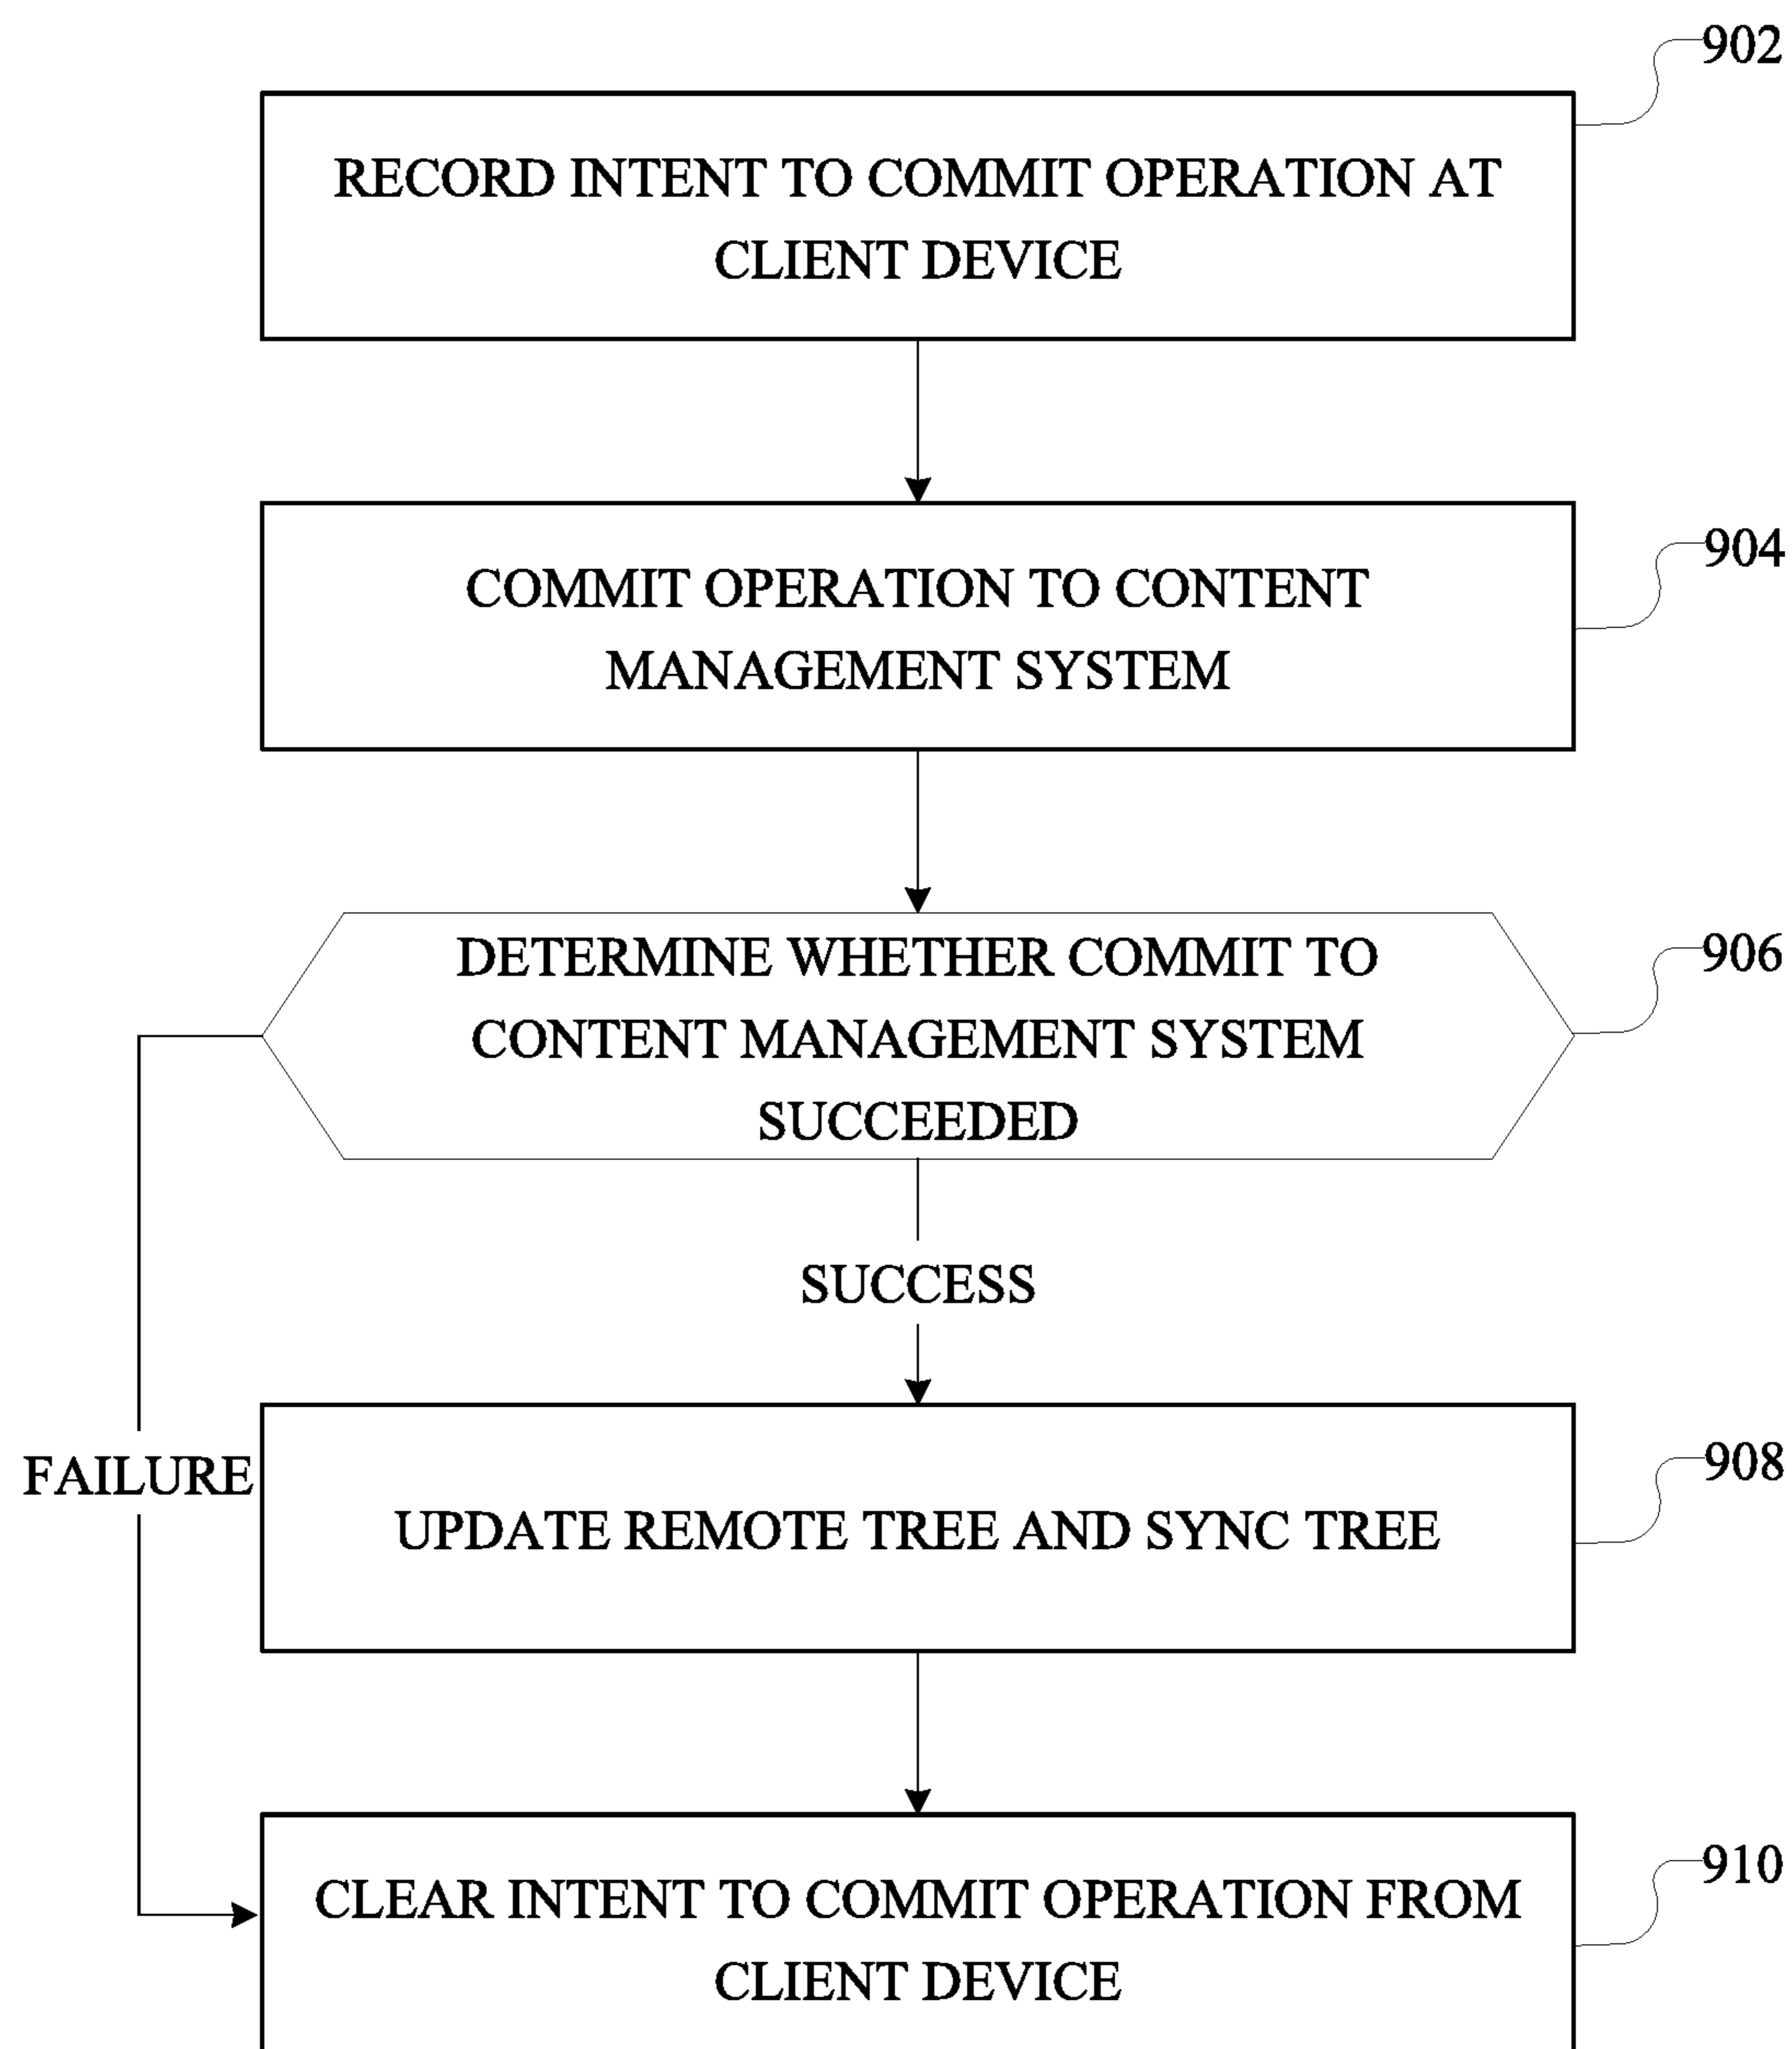 902
RECORD INTENT TO COMMIT OPERATION AT
CLIENT DEVICE
904
COMMIT OPERATION TO CONTENT
MANAGEMENT SYSTEM
906
DETERMINE WHETHER COMMIT TO
CONTENT MANAGEMENT SYSTEM
SUCCEEDED
SUCCESS
FAILURE
908
UPDATE REMOTE TREE AND SYNC TREE
910
CLEAR INTENT TO COMMIT OPERATION FROM
CLIENT DEVICE